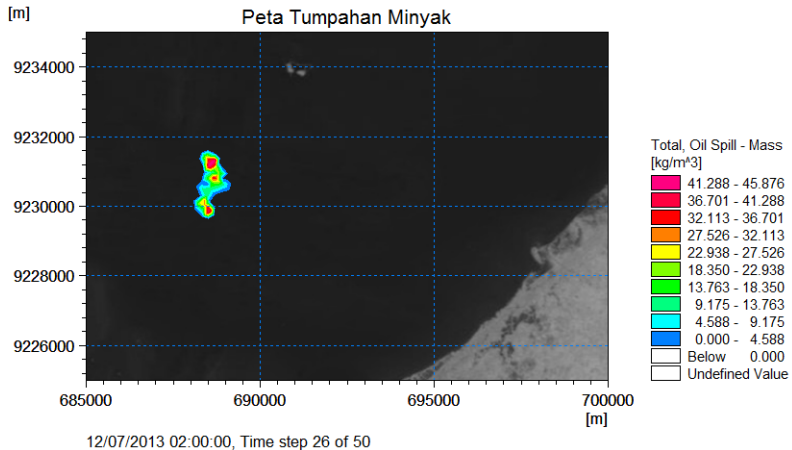 [m]
Peta Tumpahan Minyak
9234000
9232000
9230000
9228000
9226000
685000 690000 695000 700000
[m]
12/07/2013 02:00:00, Time step 26 of 50
Total, Oil Spill - Mass
[kg/m^3]
41.288 - 45.876
36.701 - 41.288
32.113 - 36.701
27.526 - 32.113
22.938 - 27.526
18.350 - 22.938
13.763 - 18.350
9.175 - 13.763
4.588 - 9.175
0.000 - 4.588
Below 0.000
Undefined Value